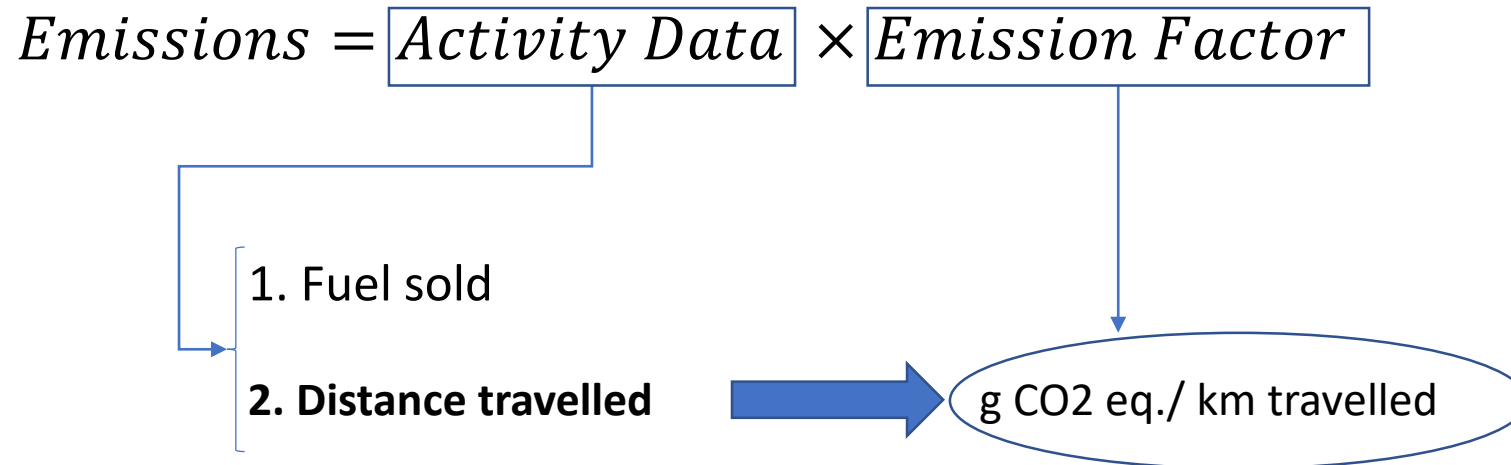 Emissions = Activity Data × Emission Factor
1. Fuel sold
2. Distance travelled
g CO2 eq./ km travelled